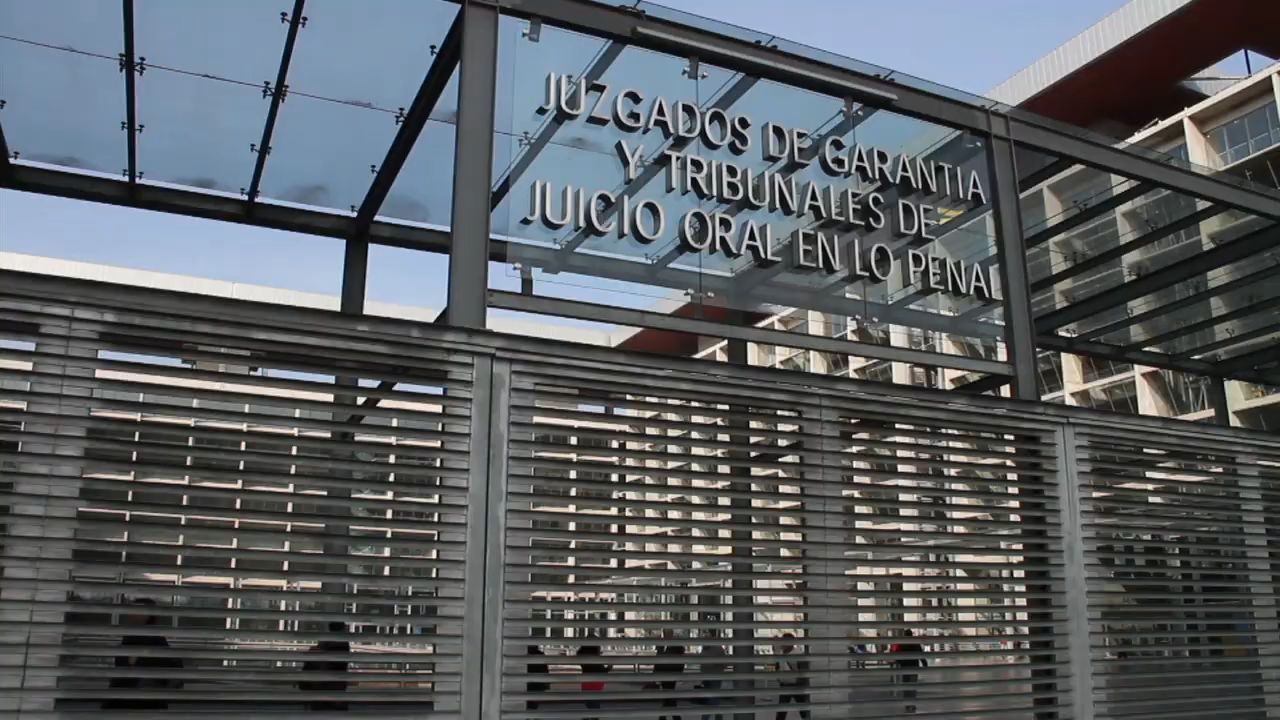 JUZGADOS DE GARANTIA
Y TRIBUNALES DE
JUICIO ORAL EN LO PENAL